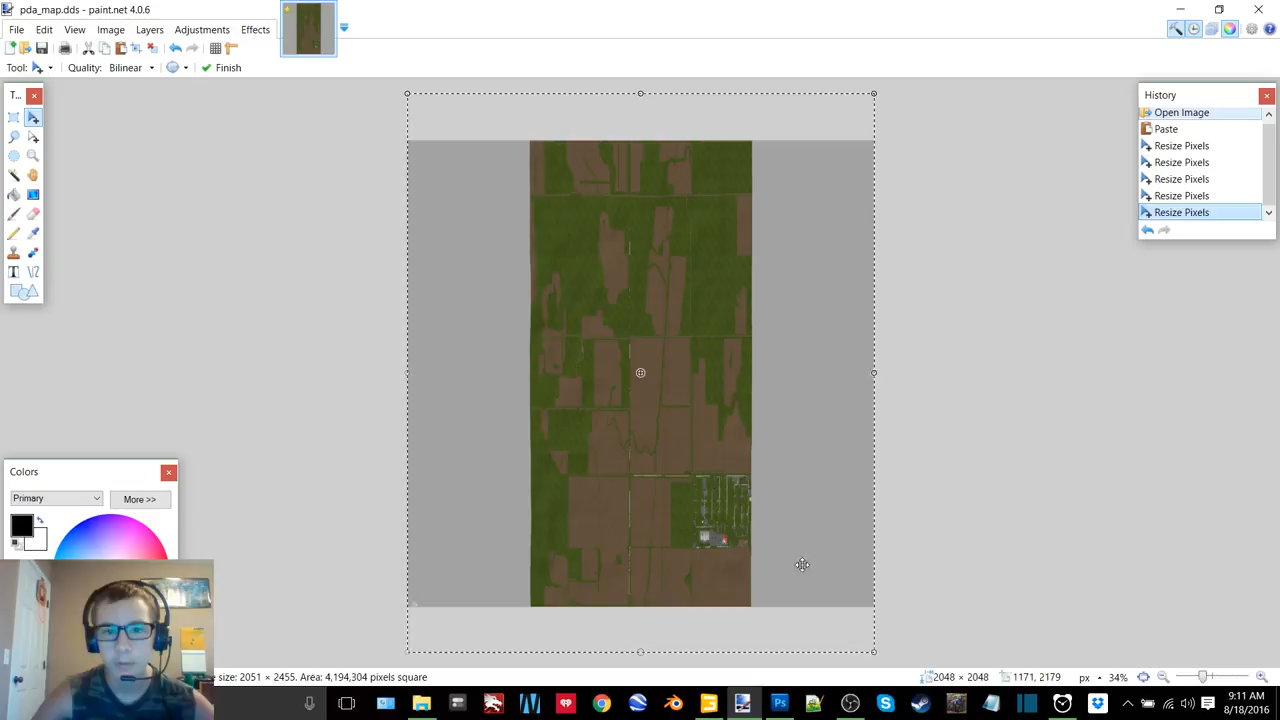 pda_map.dds - paint.net 4.0.6
File Edit View Image Layers Adjustments Effects
Tool: Quality: Bilinear Finish
T...
History
Open Image
Paste
Resize Pixels
Resize Pixels
Resize Pixels
Resize Pixels
Resize Pixels
Colors
Primary
More >>
size: 2051 × 2455. Area: 4,194,304 pixels square
2048 × 2048
1171, 2179
px
34%
9:11 AM
8/18/2016